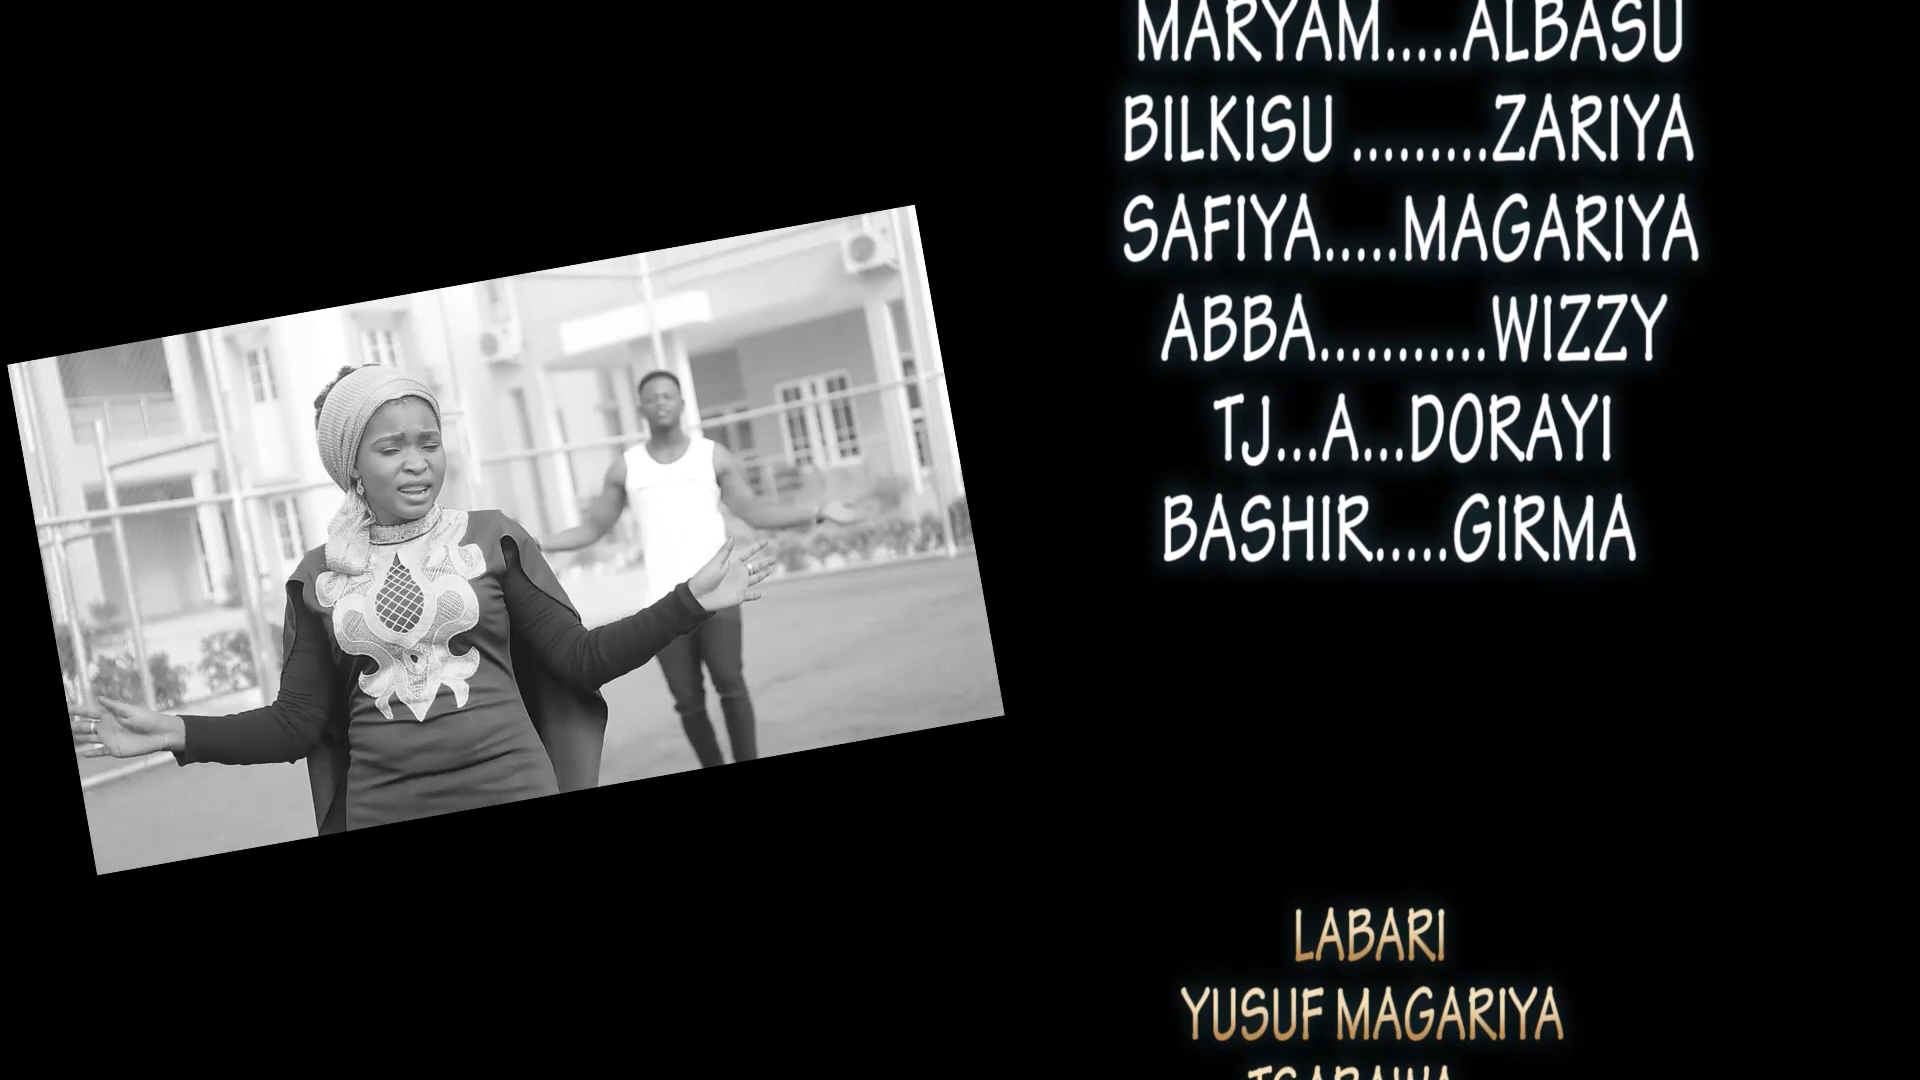 MARYAM.....ALBASU
BILKISU .........ZARIYA
SAFIYA.....MAGARIYA
ABBA...........WIZZY
TJ...A...DORAYI
BASHIR.....GIRMA
LABARI
YUSUF MAGARIYA